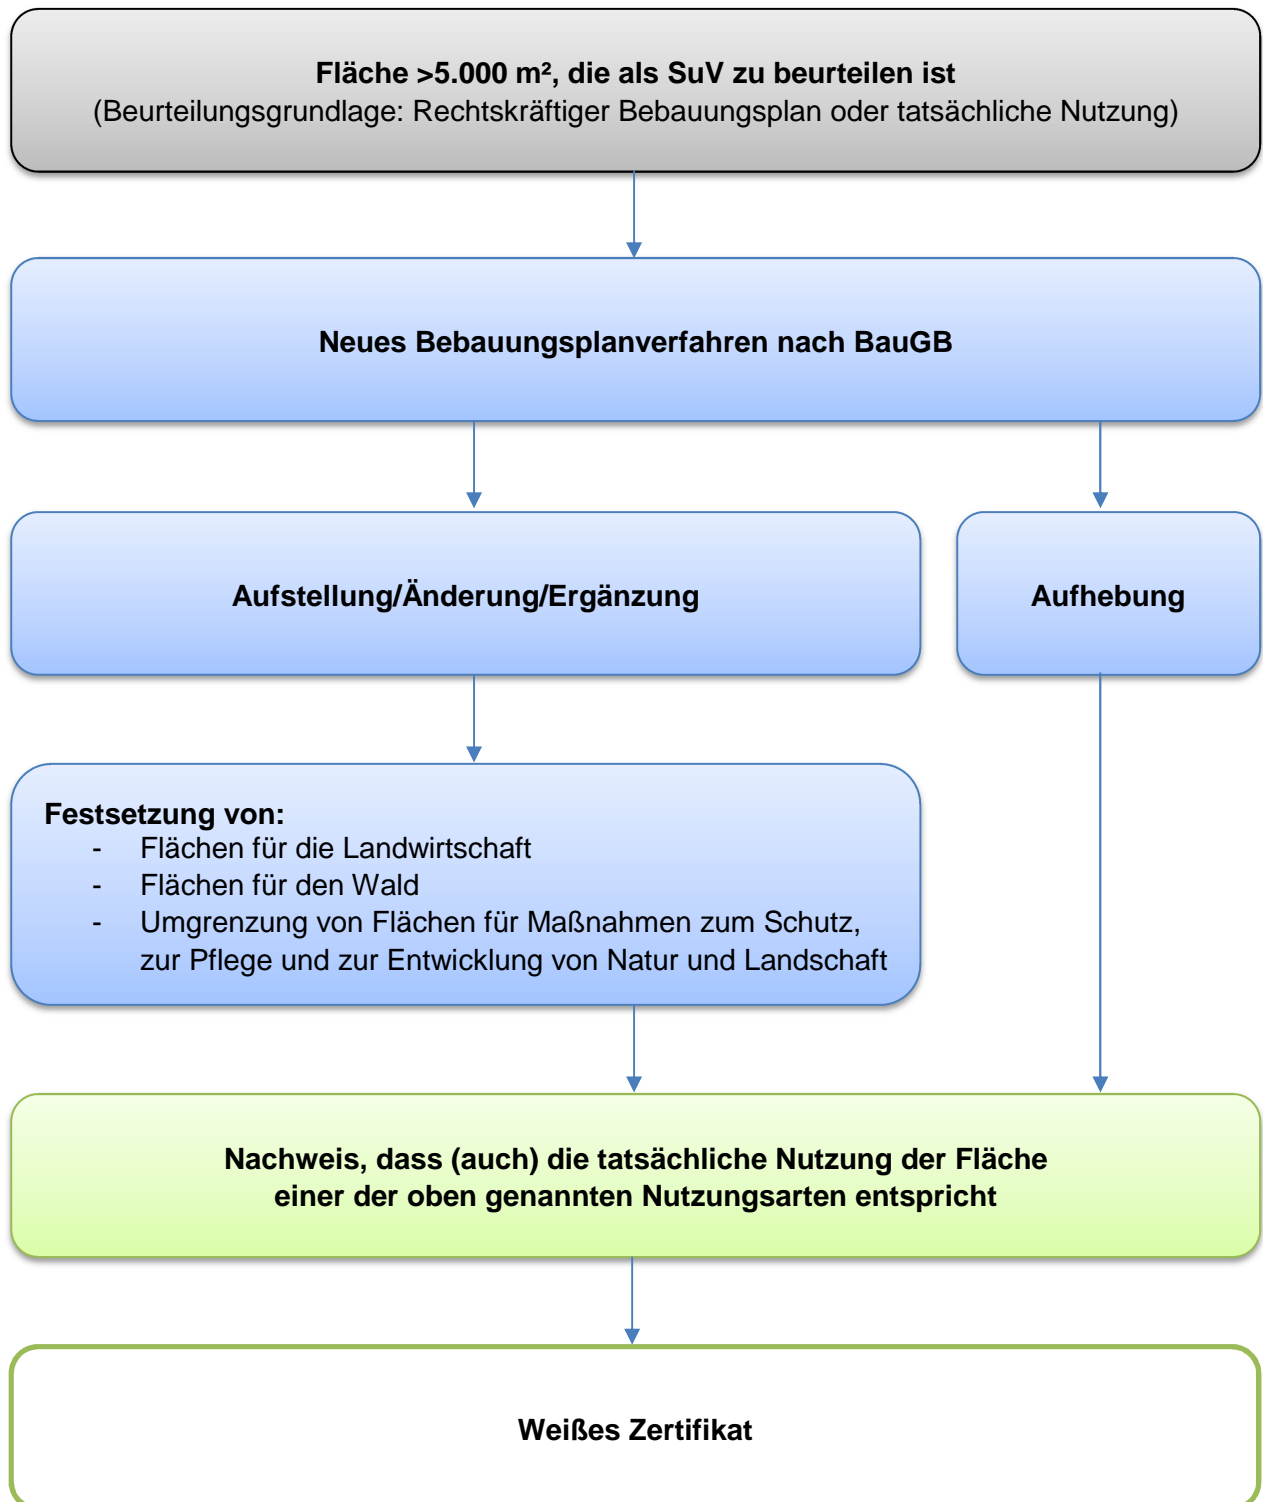 Fläche >5.000 m², die als SuV zu beurteilen ist
(Beurteilungsgrundlage: Rechtskräftiger Bebauungsplan oder tatsächliche Nutzung)
Neues Bebauungsplanverfahren nach BauGB
Aufstellung/Änderung/Ergänzung
Aufhebung
Festsetzung von:
- Flächen für die Landwirtschaft
- Flächen für den Wald
- Umgrenzung von Flächen für Maßnahmen zum Schutz,
zur Pflege und zur Entwicklung von Natur und Landschaft
Nachweis, dass (auch) die tatsächliche Nutzung der Fläche
einer der oben genannten Nutzungsarten entspricht
Weißes Zertifikat